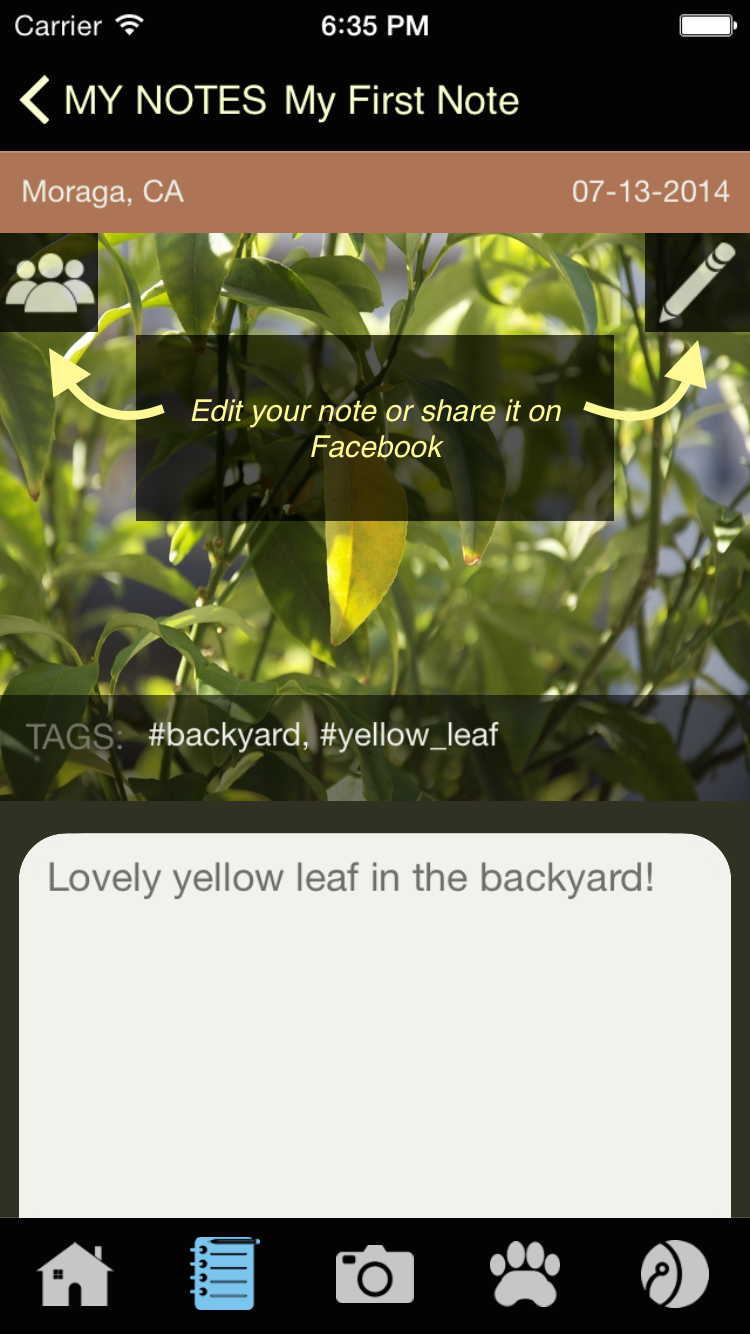 Carrier 6:35 PM
MY NOTES My First Note
Moraga, CA 07-13-2014
Edit your note or share it on
Facebook
TAGS: #backyard, #yellow_leaf
Lovely yellow leaf in the backyard!